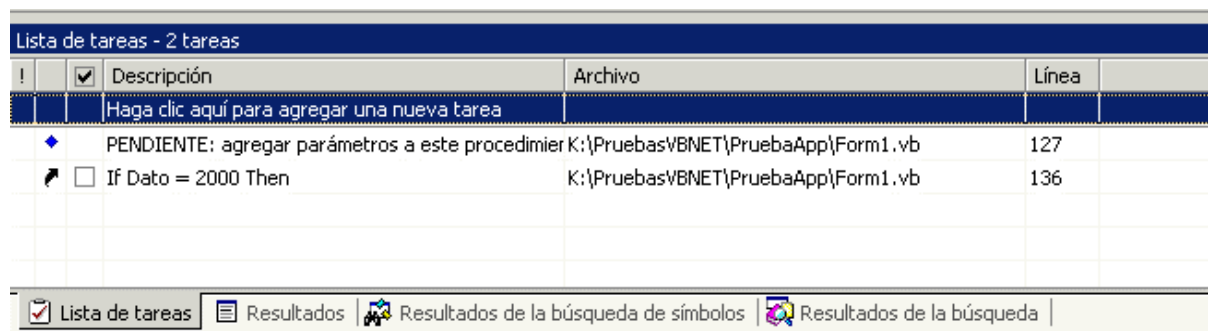 Lista de tareas - 2 tareas
! Descripción Archivo Línea
Haga clic aquí para agregar una nueva tarea
PENDIENTE: agregar parámetros a este procedimier K:\PruebasVBNET\PruebaApp\Form1.vb 127
If Dato = 2000 Then K:\PruebasVBNET\PruebaApp\Form1.vb 136
Lista de tareas Resultados Resultados de la búsqueda de símbolos Resultados de la búsqueda